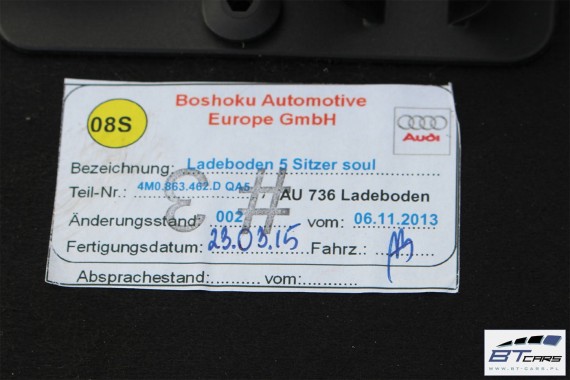 Boshoku Automotive
Europe GmbH
08S
Audi
Bezeichnung: Ladeboden 5 Sitzer soul
Teil-Nr.: 4M0.863.462.D QA5 AU 736 Ladeboden
# 3
Änderungsstand: 002 vom: 06.11.2013
Fertigungsdatum: 23.03.15 Fahrz.: ..............
Absprachestand:.......... vom:............
BTCARS
WWW.BT-CARS.PL